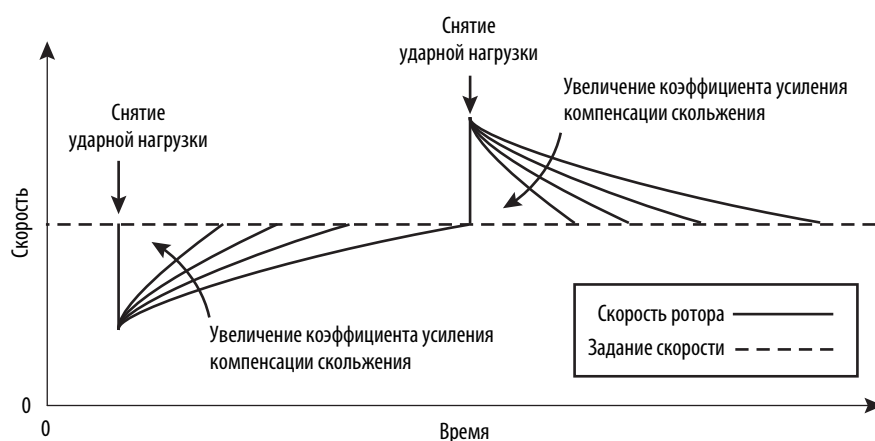 Снятие
ударной нагрузки
Увеличение коэффициента усиления
компенсации скольжения
Снятие
ударной нагрузки
Скорость
Увеличение коэффициента усиления
компенсации скольжения
Скорость ротора
Задание скорости
0
0
Время